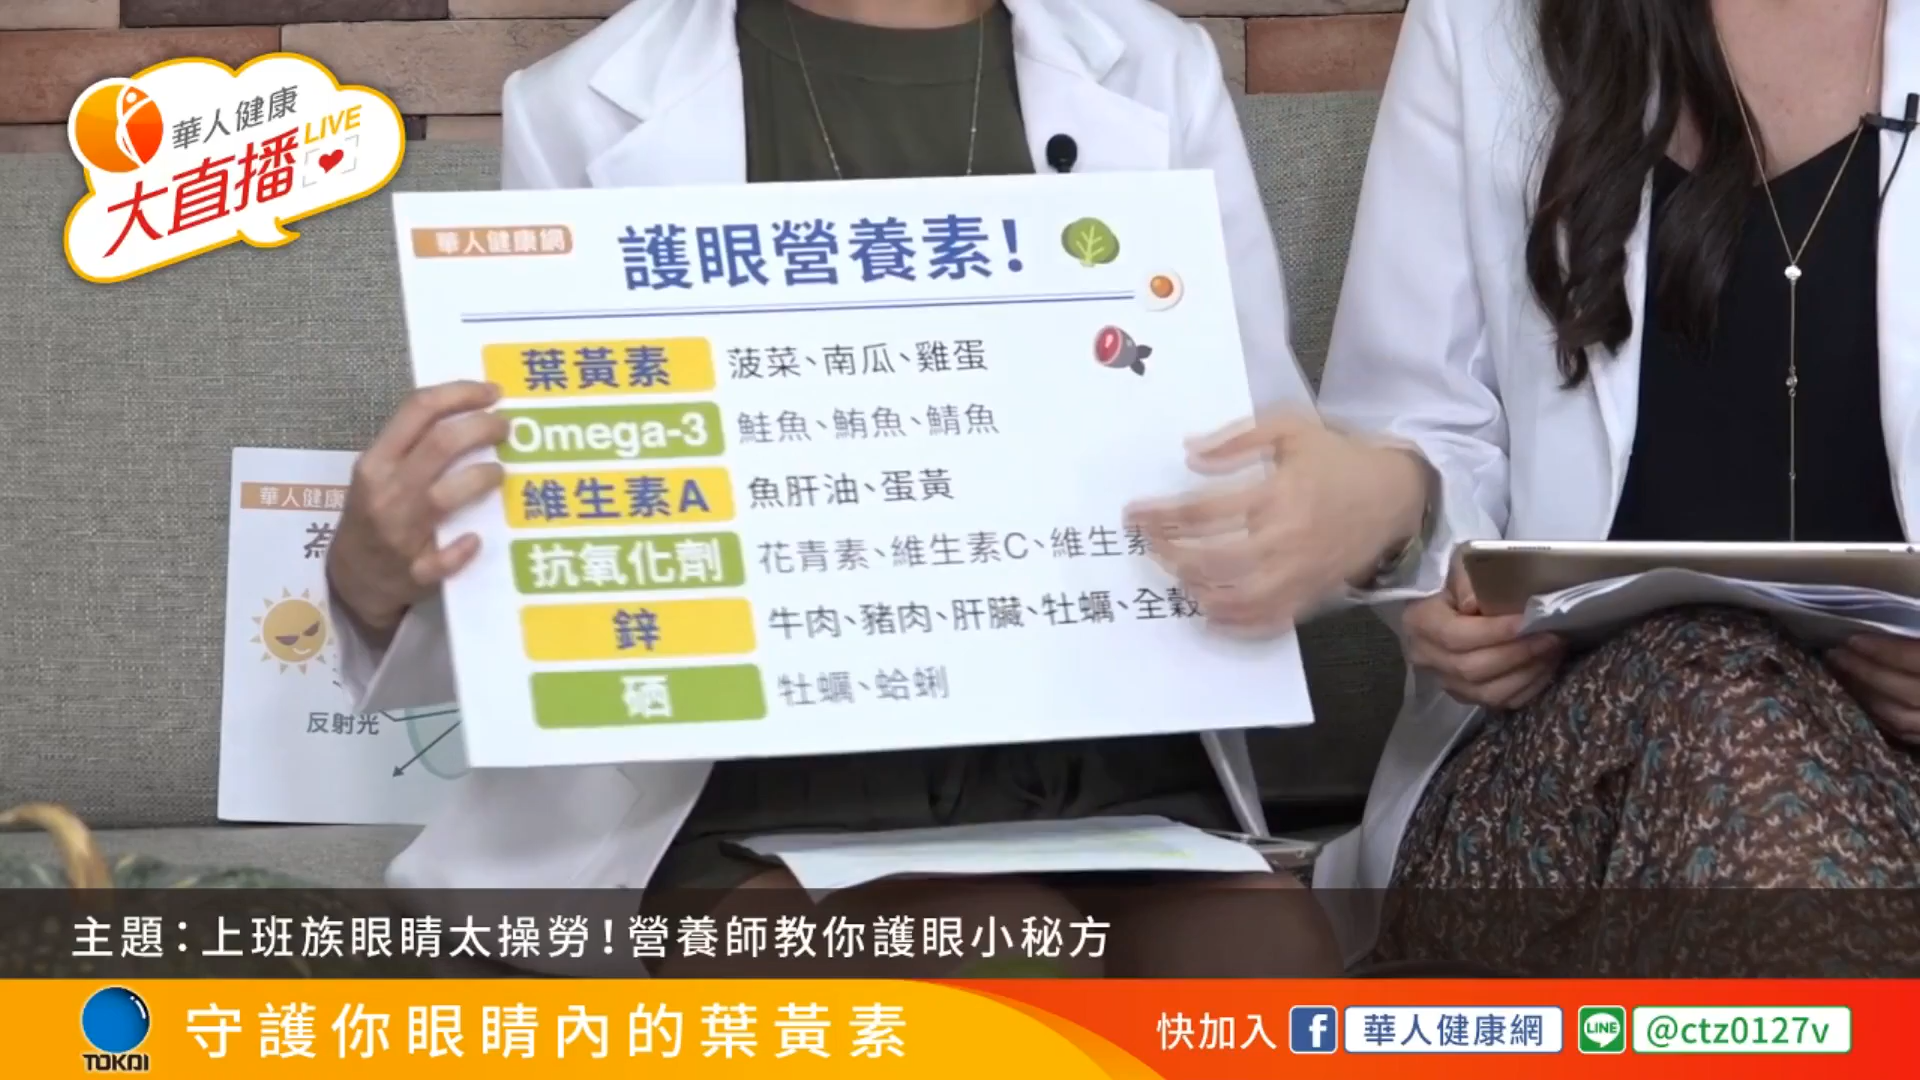 華人健康
大直播 LIVE
華人健康網
護眼營養素!
葉黃素 菠菜、南瓜、雞蛋
Omega-3 鮭魚、鮪魚、鯖魚
維生素A 魚肝油、蛋黃
抗氧化劑 花青素、維生素C、維生素
鋅 牛肉、豬肉、肝臟、牡蠣、全穀
硒 牡蠣、蛤蜊
華人健康
為
反射光
主題：上班族眼睛太操勞！營養師教你護眼小秘方
TOKAI
守護你眼睛內的葉黃素
快加入 f 華人健康網 LINE @ctz0127v